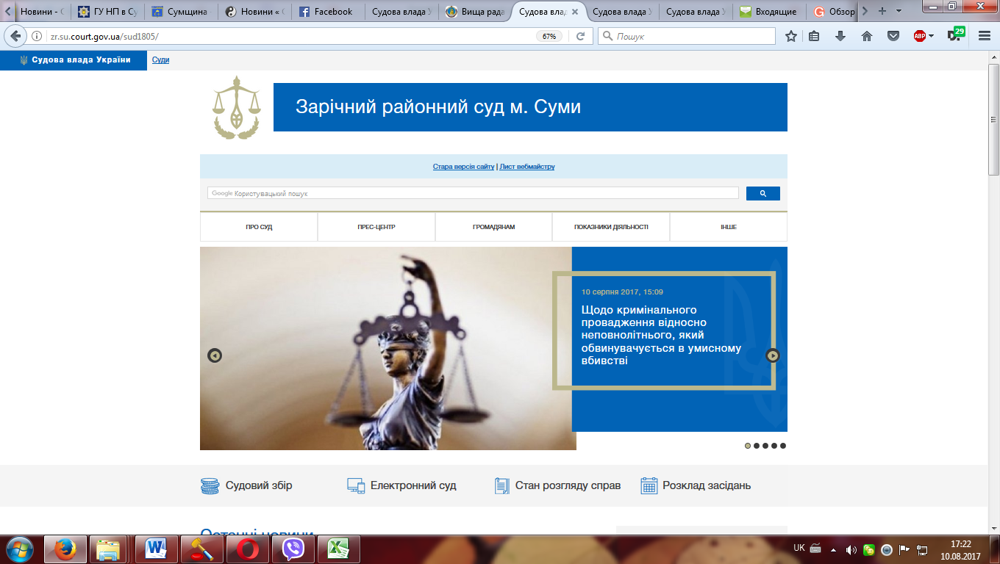 Новини - С
ГУ НП в Су
Сумщина
Новини « С
Facebook
Судова влада У
Вища рада
Судова влад
Судова влада У
Судова влада У
Входящие
Обзор
zr.su.court.gov.ua/sud1805/
67%
Пошук
ABP
29
Судова влада України
Суди
Зарічний районний суд м. Суми
Стара версія сайту | Лист вебмайстру
Google Користувацький пошук
ПРО СУД
ПРЕС-ЦЕНТР
ГРОМАДЯНАМ
ПОКАЗНИКИ ДІЯЛЬНОСТІ
ІНШЕ
10 серпня 2017, 15:09
Щодо кримінального
провадження відносно
неповнолітнього, який
обвинувачується в умисному
вбивстві
Судовий збір
Електронний суд
Стан розгляду справ
Розклад засідань
Останні новини
UK
17:22
10.08.2017